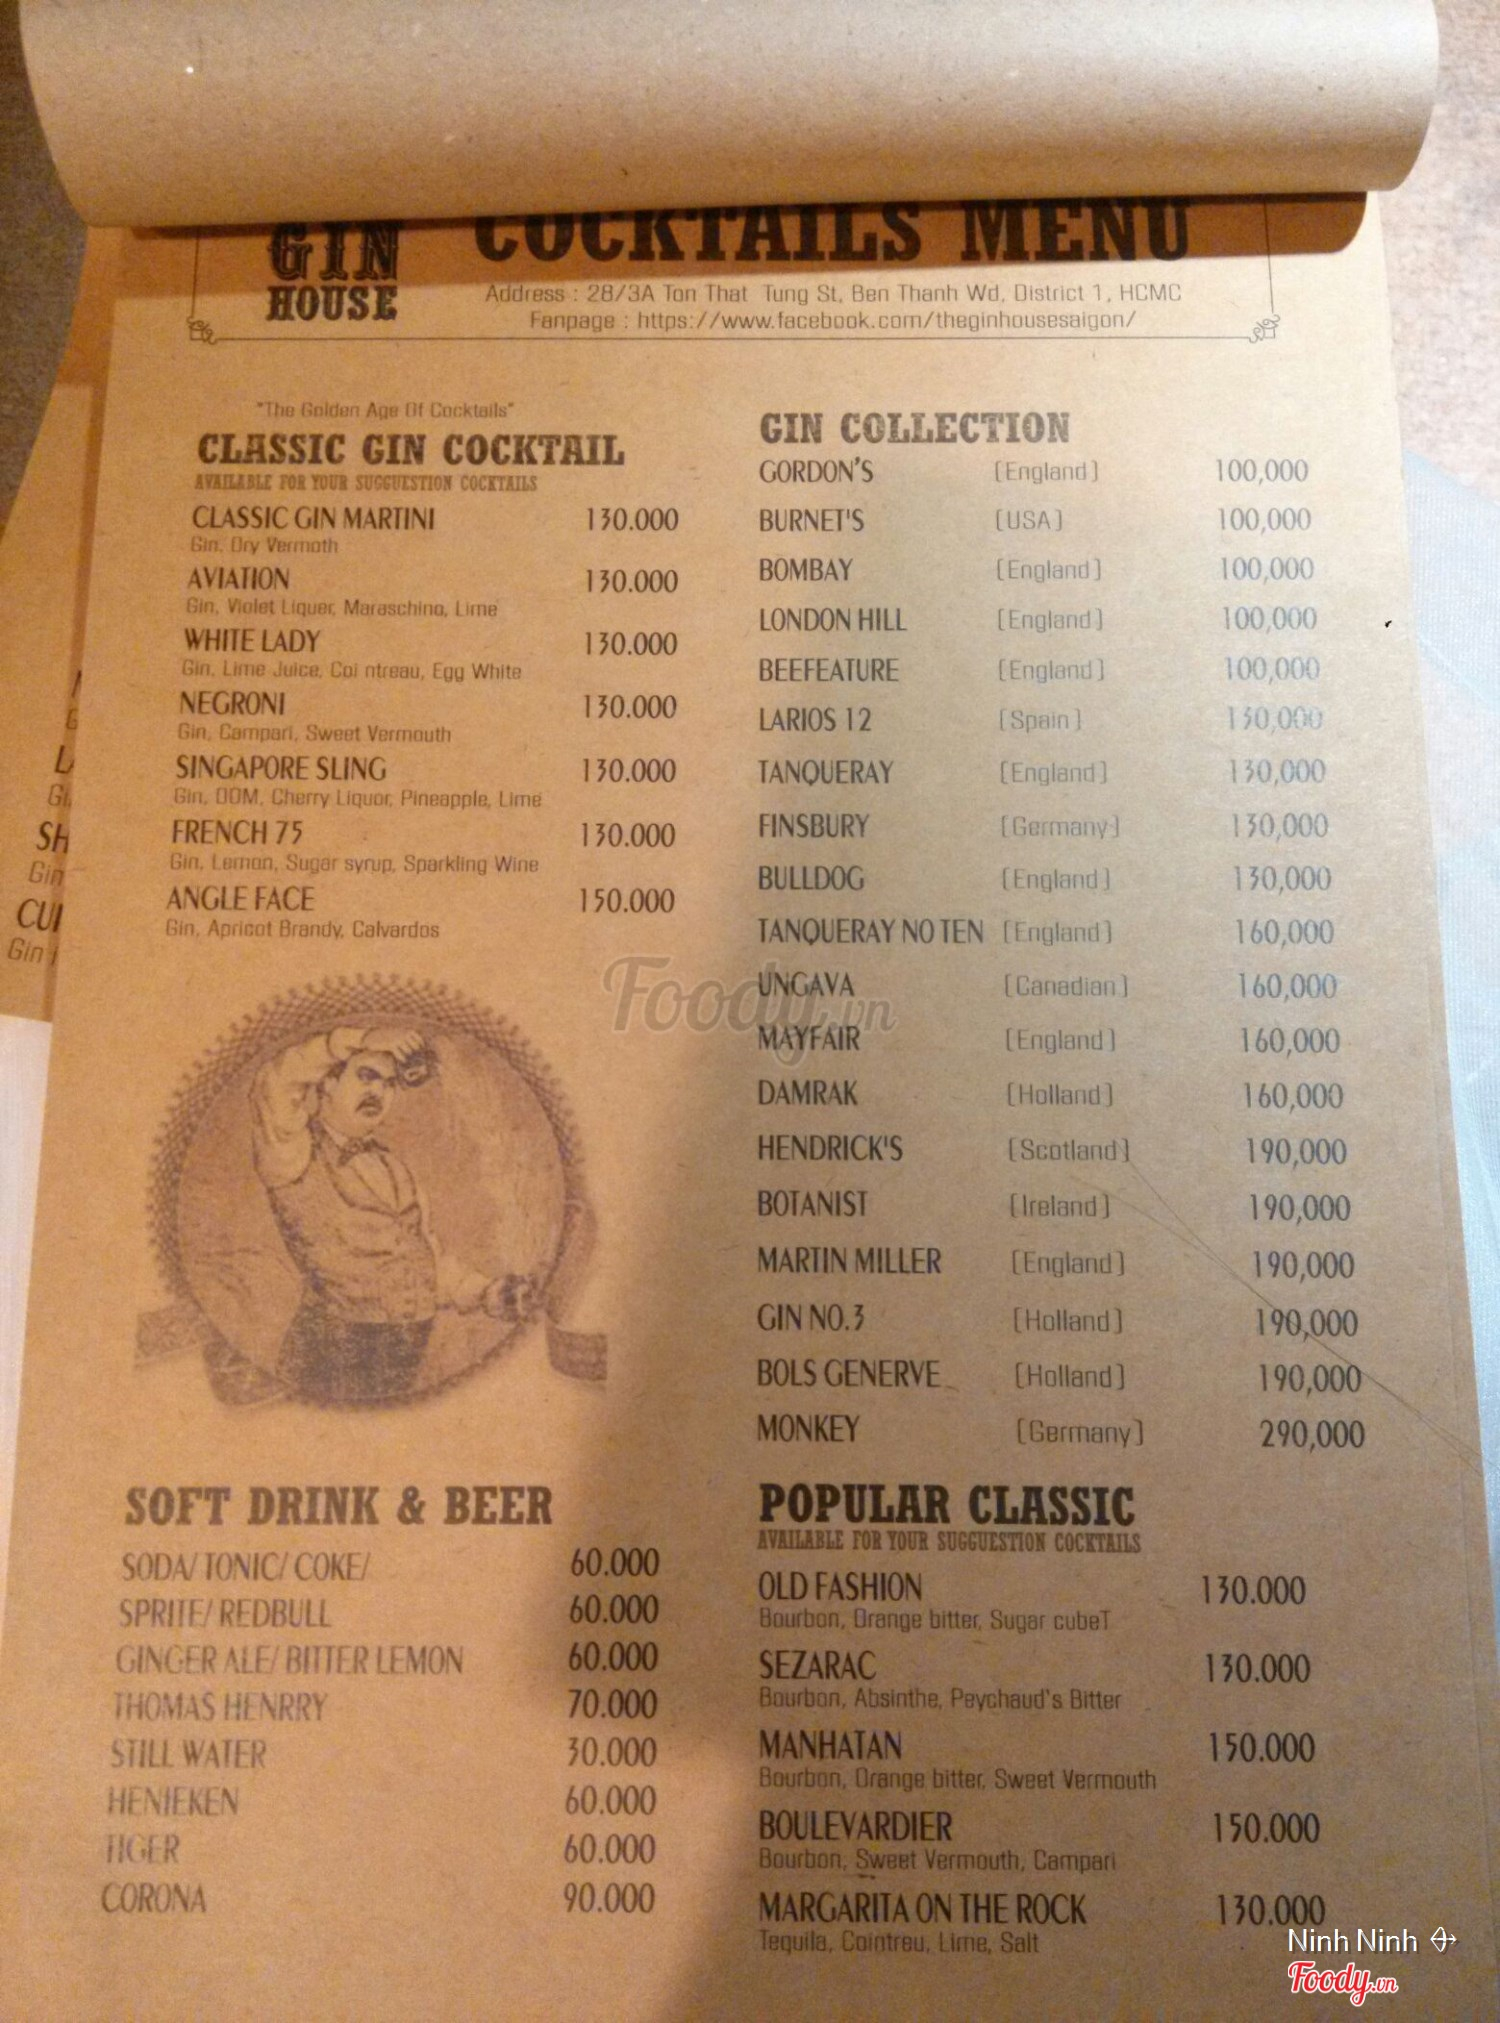 GIN
HOUSE
COCKTAILS MENU
Address : 28/3A Ton That Tung St, Ben Thanh Wd, District 1, HCMC
Fanpage : https://www.facebook.com/theginhousesaigon/
"The Golden Age Of Cocktails"
CLASSIC GIN COCKTAIL
AVAILABLE FOR YOUR SUGGUESTION COCKTAILS
CLASSIC GIN MARTINI 130.000
Gin, Dry Vermoth
AVIATION 130.000
Gin, Violet Liquer, Maraschino, Lime
WHITE LADY 130.000
Gin, Lime Juice, Coi ntreau, Egg White
NEGRONI 130.000
Gin, Campari, Sweet Vermouth
SINGAPORE SLING 130.000
Gin, DOM, Cherry Liquor, Pineapple, Lime
FRENCH 75 130.000
Gin, Lemon, Sugar syrup, Sparkling Wine
ANGLE FACE 150.000
Gin, Apricot Brandy, Calvardos
SOFT DRINK & BEER
SODA/ TONIC/ COKE/ 60.000
SPRITE/ REDBULL 60.000
GINGER ALE/ BITTER LEMON 60.000
THOMAS HENRRY 70.000
STILL WATER 30.000
HENIEKEN 60.000
TIGER 60.000
CORONA 90.000
GIN COLLECTION
GORDON'S (England) 100,000
BURNET'S (USA) 100,000
BOMBAY (England) 100,000
LONDON HILL (England) 100,000
BEEFEATURE (England) 100,000
LARIOS 12 (Spain) 130,000
TANQUERAY (England) 130,000
FINSBURY (Germany) 130,000
BULLDOG (England) 130,000
TANQUERAY NO TEN (England) 160,000
UNGAVA (Canadian) 160,000
MAYFAIR (England) 160,000
DAMRAK (Holland) 160,000
HENDRICK'S (Scotland) 190,000
BOTANIST (Ireland) 190,000
MARTIN MILLER (England) 190,000
GIN NO.3 (Holland) 190,000
BOLS GENERVE (Holland) 190,000
MONKEY (Germany) 290,000
POPULAR CLASSIC
AVAILABLE FOR YOUR SUGGUESTION COCKTAILS
OLD FASHION 130.000
Bourbon, Orange bitter, Sugar cubeT
SEZARAC 130.000
Bourbon, Absinthe, Peychaud's Bitter
MANHATAN 150.000
Bourbon, Orange bitter, Sweet Vermouth
BOULEVARDIER 150.000
Bourbon, Sweet Vermouth, Campari
MARGARITA ON THE ROCK 130.000
Tequila, Cointreu, Lime, Salt
Foody.vn
Ninh Ninh
Foody.vn